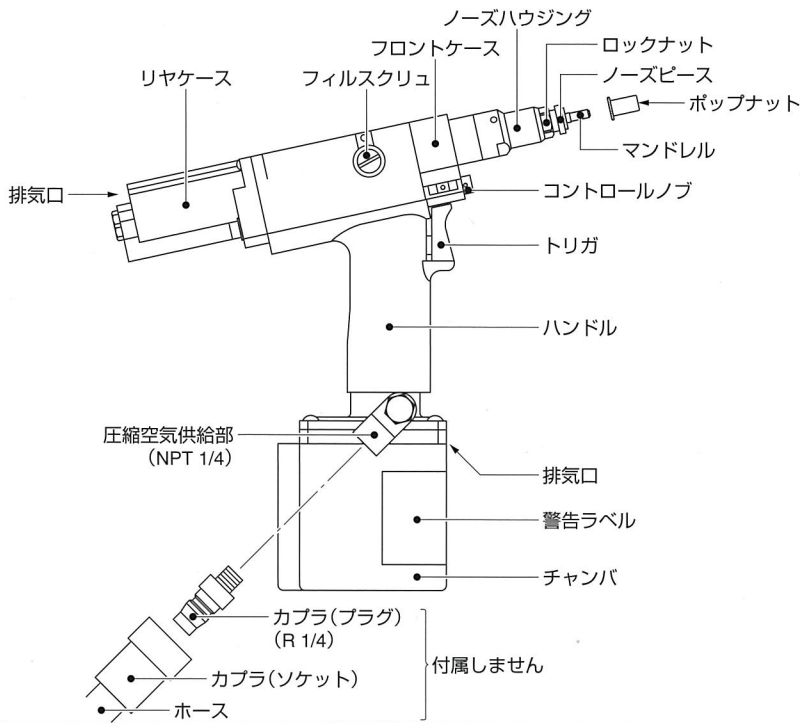 ノーズハウジング
フロントケース
ロックナット
リヤケース
フィルスクリュ
ノーズピース
ポップナット
マンドレル
排気口
コントロールノブ
トリガ
ハンドル
圧縮空気供給部
(NPT 1/4)
排気口
警告ラベル
チャンバ
カプラ(プラグ)
(R 1/4)
付属しません
カプラ(ソケット)
ホース